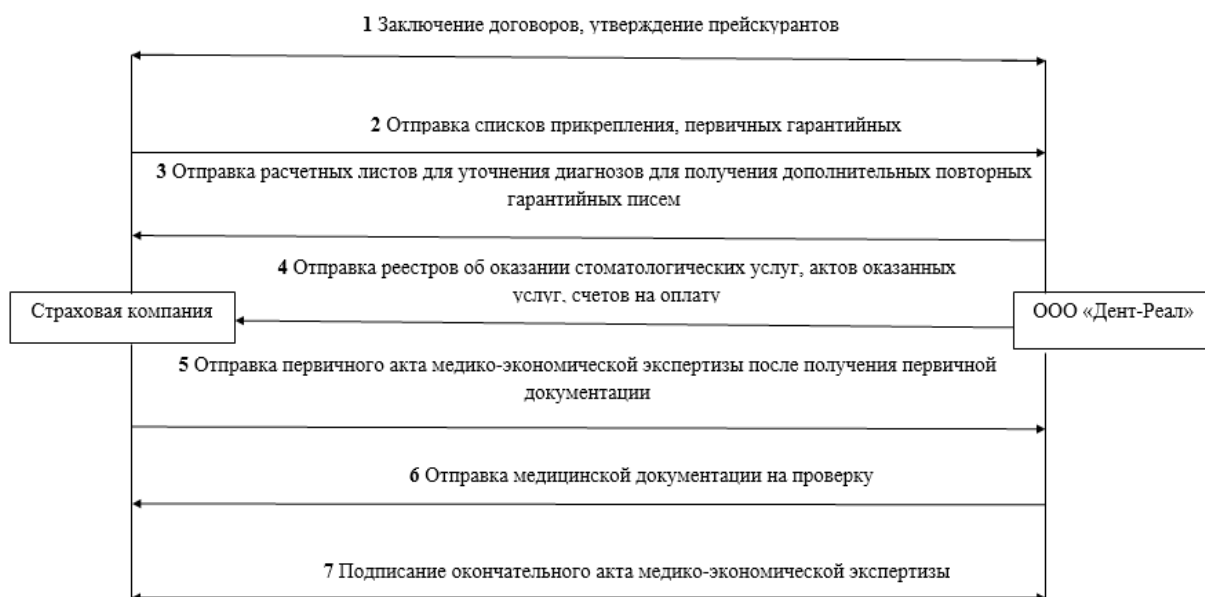 1 Заключение договоров, утверждение прейскурантов
2 Отправка списков прикрепления, первичных гарантийных
3 Отправка расчетных листов для уточнения диагнозов для получения дополнительных повторных
гарантийных писем
4 Отправка реестров об оказании стоматологических услуг, актов оказанных
услуг, счетов на оплату
Страховая компания
ООО «Дент-Реал»
5 Отправка первичного акта медико-экономической экспертизы после получения первичной
документации
6 Отправка медицинской документации на проверку
7 Подписание окончательного акта медико-экономической экспертизы